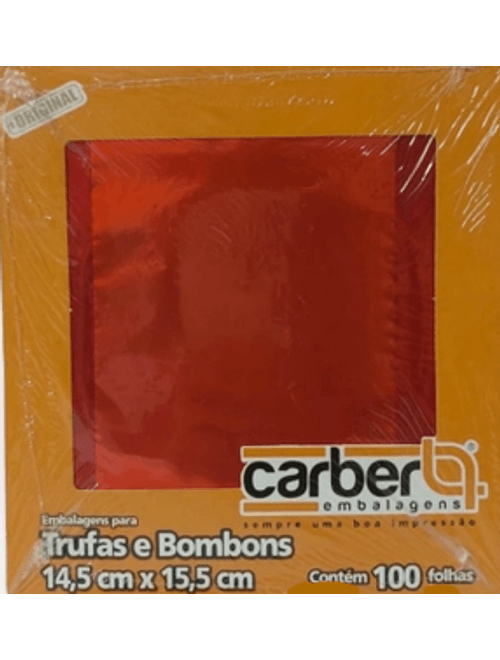 ORIGINAL
carber ®
embalagens
sempre uma boa impressão
Embalagens para
Trufas e Bombons
14,5 cm x 15,5 cm
Contém 100 folhas